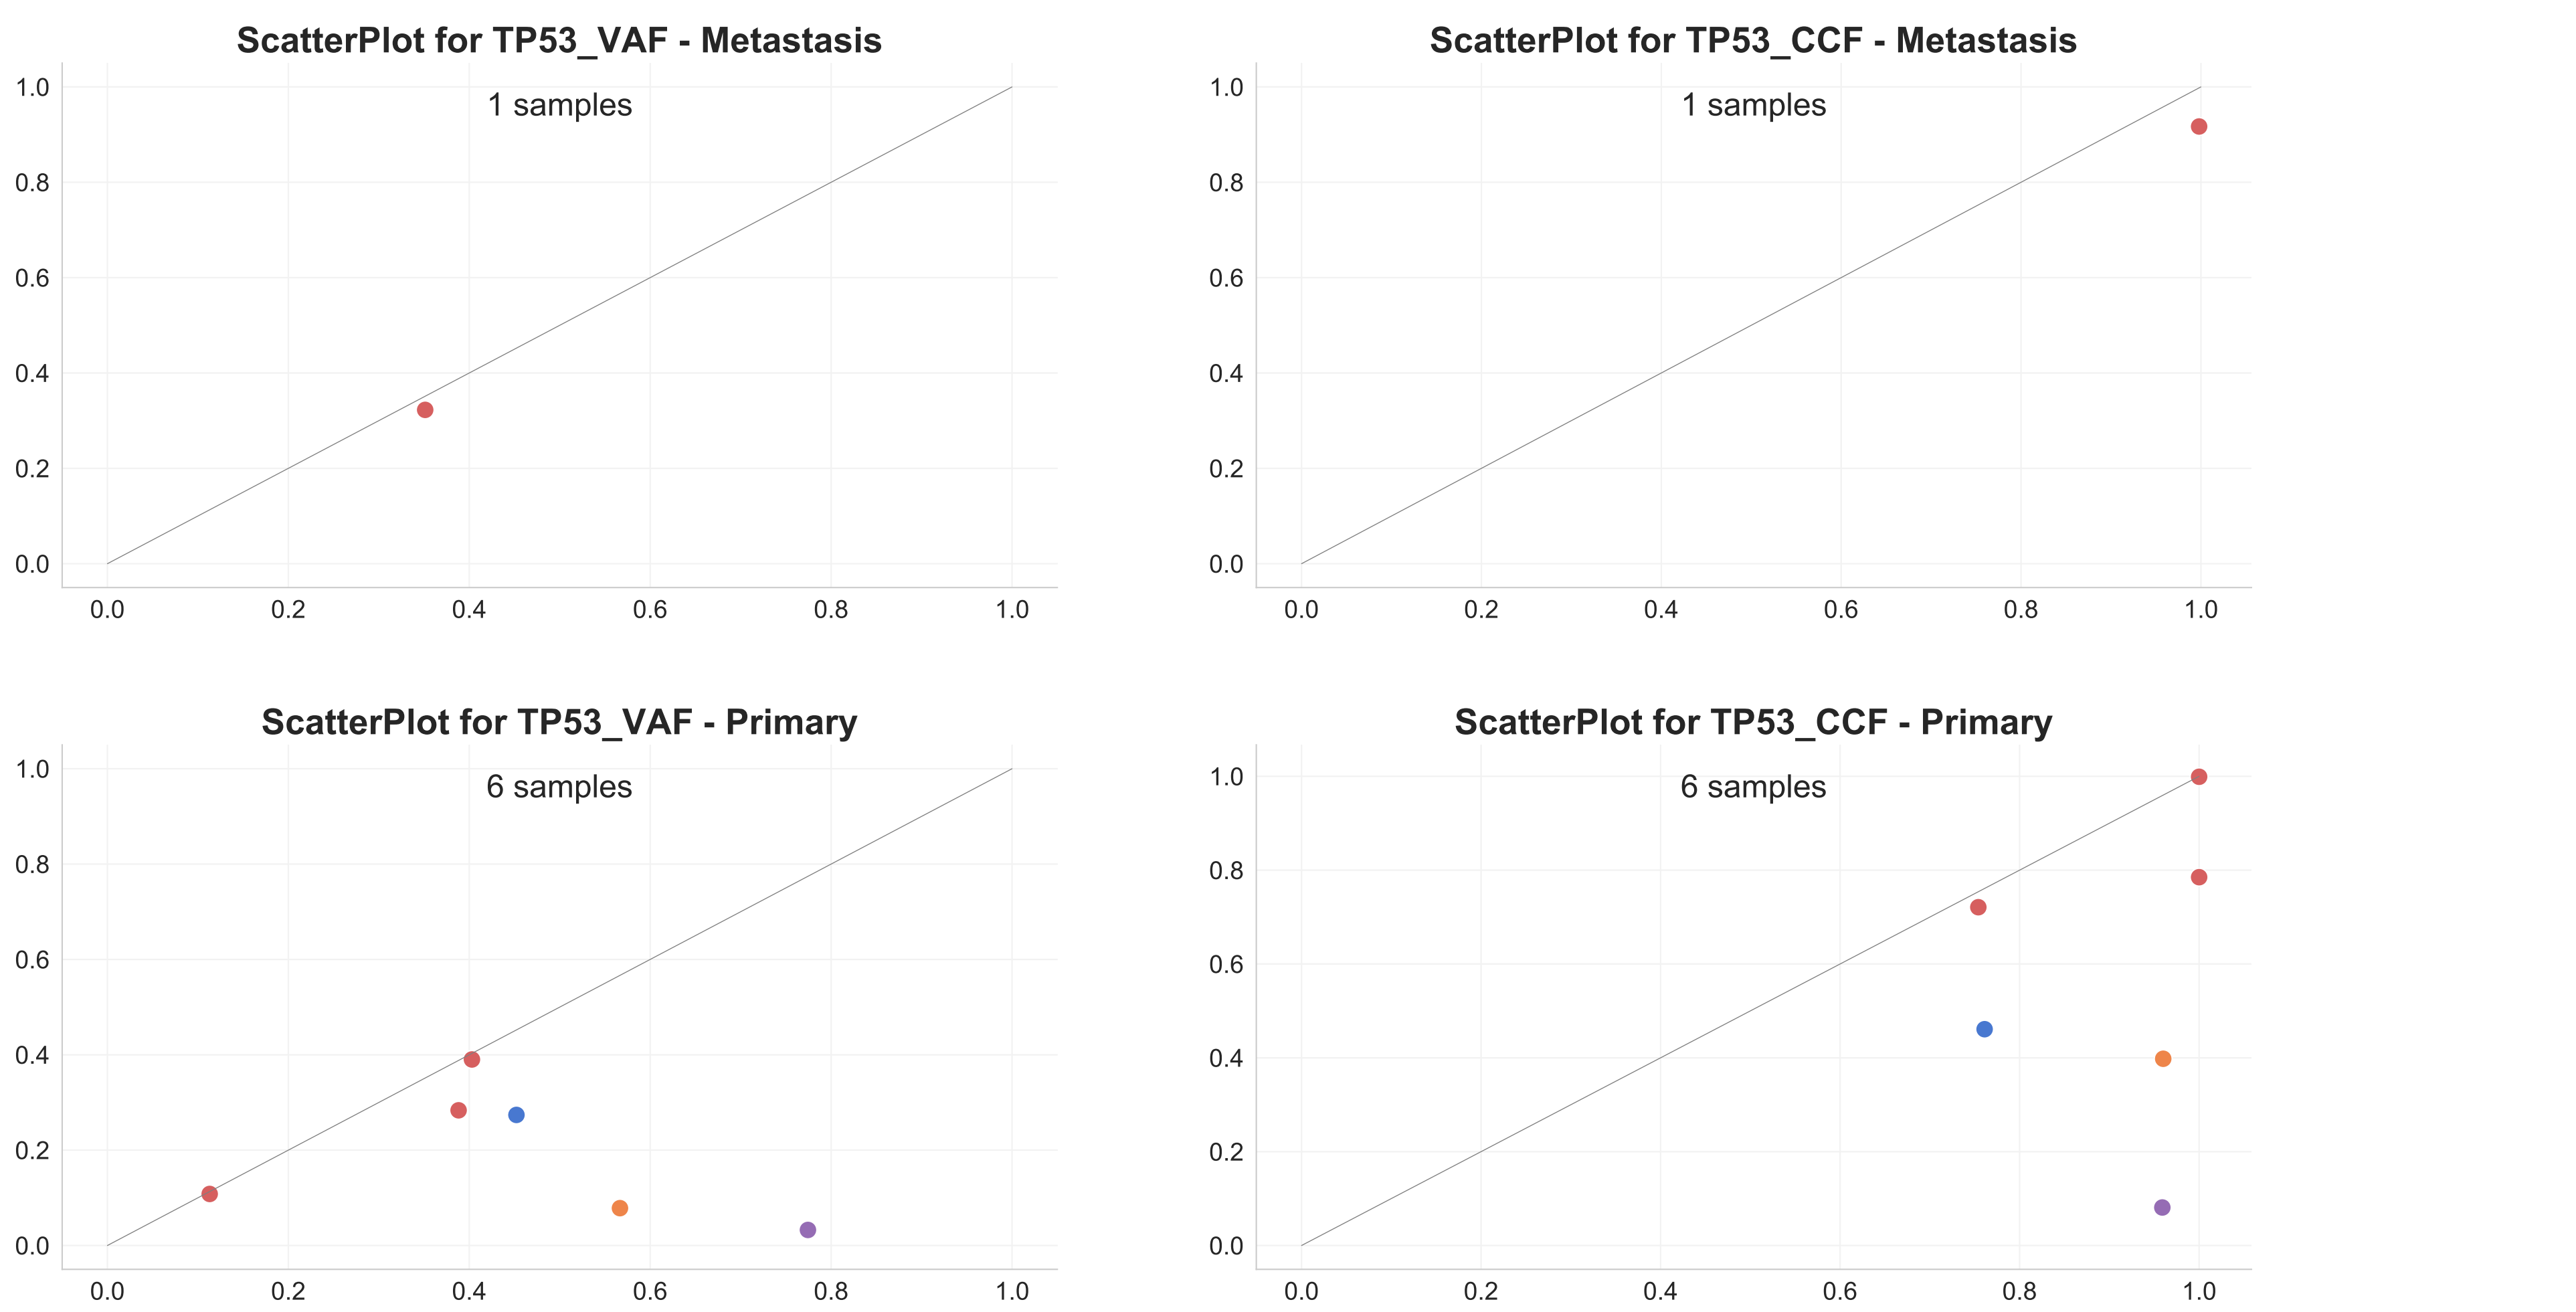 ScatterPlot for TP53_VAF - Metastasis
1 samples
1.0
0.8
0.6
0.4
0.2
0.0
0.0 0.2 0.4 0.6 0.8 1.0
ScatterPlot for TP53_CCF - Metastasis
1 samples
1.0
0.8
0.6
0.4
0.2
0.0
0.0 0.2 0.4 0.6 0.8 1.0
ScatterPlot for TP53_VAF - Primary
6 samples
1.0
0.8
0.6
0.4
0.2
0.0
0.0 0.2 0.4 0.6 0.8 1.0
ScatterPlot for TP53_CCF - Primary
6 samples
1.0
0.8
0.6
0.4
0.2
0.0
0.0 0.2 0.4 0.6 0.8 1.0